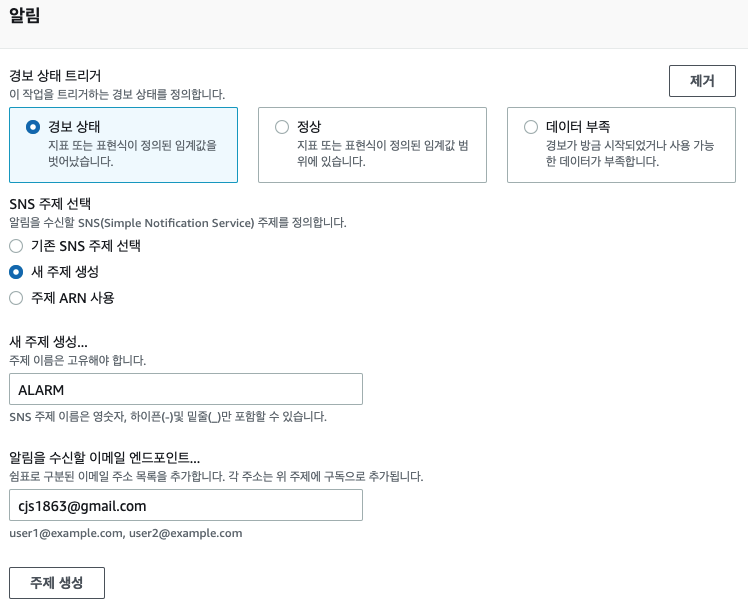 알림
경보 상태 트리거
이 작업을 트리거하는 경보 상태를 정의합니다.
제거
경보 상태
지표 또는 표현식이 정의된 임계값을
벗어났습니다.
정상
지표 또는 표현식이 정의된 임계값 범
위에 있습니다.
데이터 부족
경보가 방금 시작되었거나 사용 가능
한 데이터가 부족합니다.
SNS 주제 선택
알림을 수신할 SNS(Simple Notification Service) 주제를 정의합니다.
기존 SNS 주제 선택
새 주제 생성
주제 ARN 사용
새 주제 생성...
주제 이름은 고유해야 합니다.
ALARM
SNS 주제 이름은 영숫자, 하이픈(-)및 밑줄(_)만 포함할 수 있습니다.
알림을 수신할 이메일 엔드포인트...
쉼표로 구분된 이메일 주소 목록을 추가합니다. 각 주소는 위 주제에 구독으로 추가됩니다.
cjs1863@gmail.com
user1@example.com, user2@example.com
주제 생성